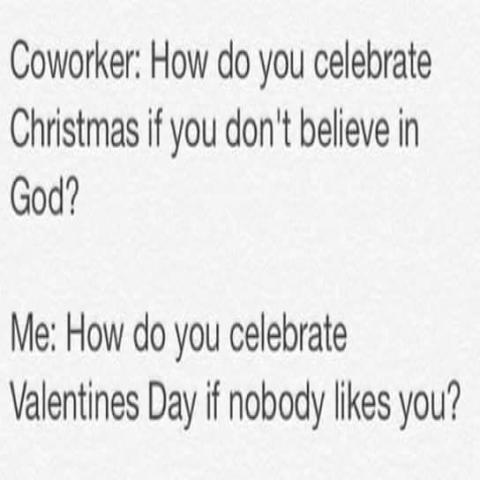 Coworker: How do you celebrate
Christmas if you don't believe in
God?
Me: How do you celebrate
Valentines Day if nobody likes you?